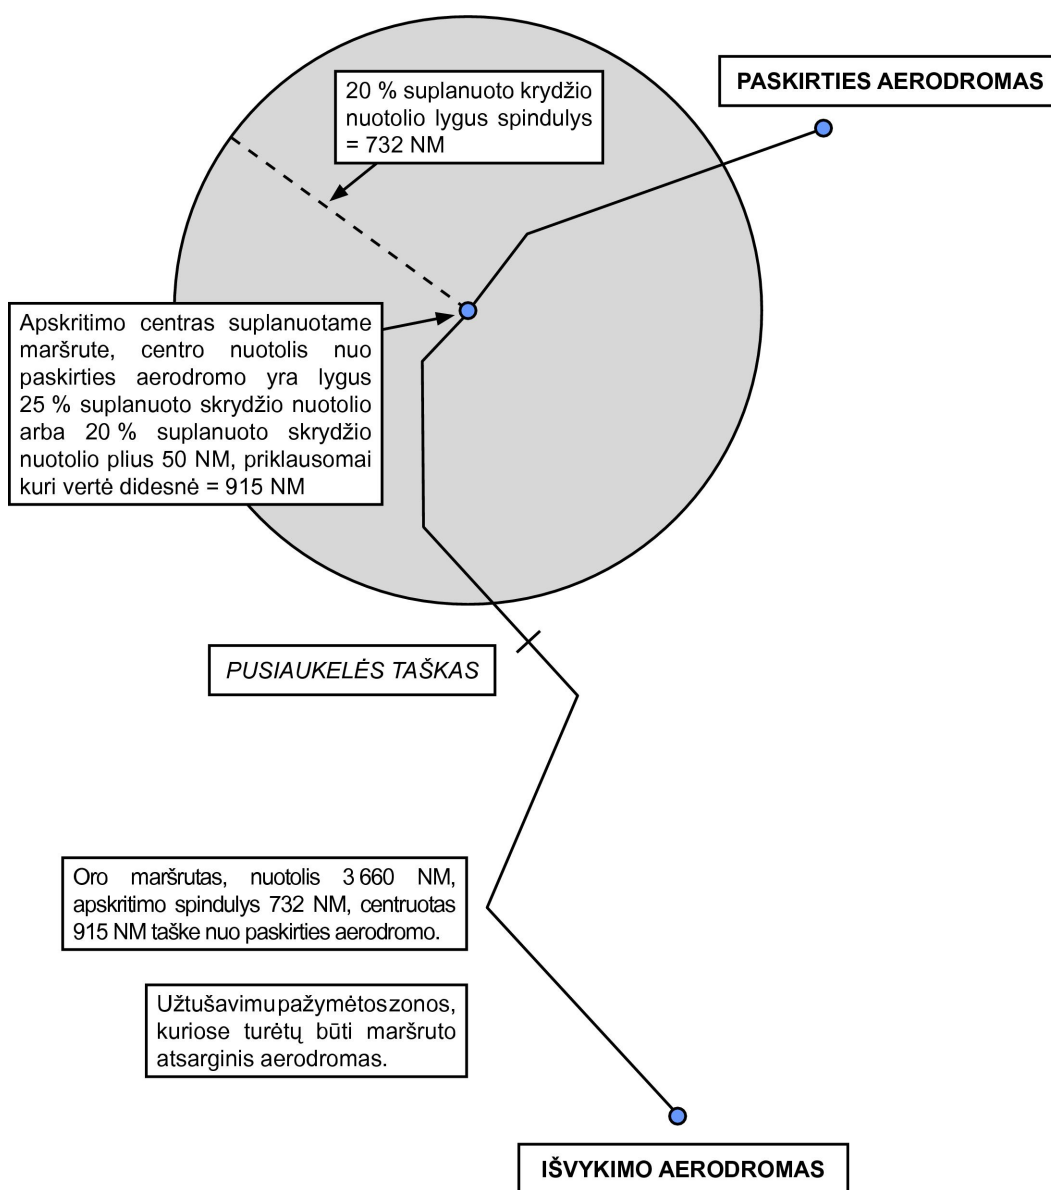 PASKIRTIES AERODROMAS
20 % suplanuoto krydžio
nuotolio lygus spindulys
= 732 NM
Apskritimo centras suplanuotame
maršrute, centro nuotolis nuo
paskirties aerodromo yra lygus
25 % suplanuoto skrydžio nuotolio
arba 20 % suplanuoto skrydžio
nuotolio plius 50 NM, priklausomai
kuri vertė didesnė = 915 NM
PUSIAUKELĖS TAŠKAS
Oro maršrutas, nuotolis 3 660 NM,
apskritimo spindulys 732 NM, centruotas
915 NM taške nuo paskirties aerodromo.
Užtušavimu pažymėtos zonos,
kuriose turėtų būti maršruto
atsarginis aerodromas.
IŠVYKIMO AERODROMAS